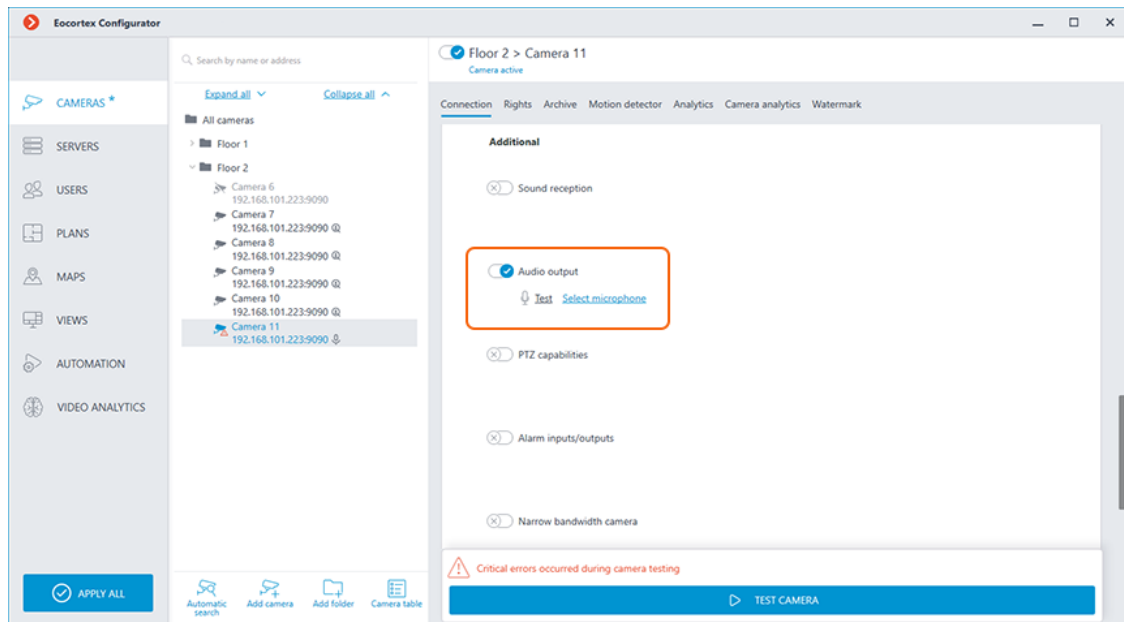 Eocortex Configurator
CAMERAS *
SERVERS
USERS
PLANS
MAPS
VIEWS
AUTOMATION
VIDEO ANALYTICS
APPLY ALL
Search by name or address
Expand all
Collapse all
All cameras
Floor 1
Floor 2
Camera 6
192.168.101.223:9090
Camera 7
192.168.101.223:9090
Camera 8
192.168.101.223:9090
Camera 9
192.168.101.223:9090
Camera 10
192.168.101.223:9090
Camera 11
192.168.101.223:9090
Automatic search
Add camera
Add folder
Camera table
Floor 2 > Camera 11
Camera active
Connection Rights Archive Motion detector Analytics Camera analytics Watermark
Additional
Sound reception
Audio output
Test Select microphone
PTZ capabilities
Alarm inputs/outputs
Narrow bandwidth camera
Critical errors occurred during camera testing
TEST CAMERA